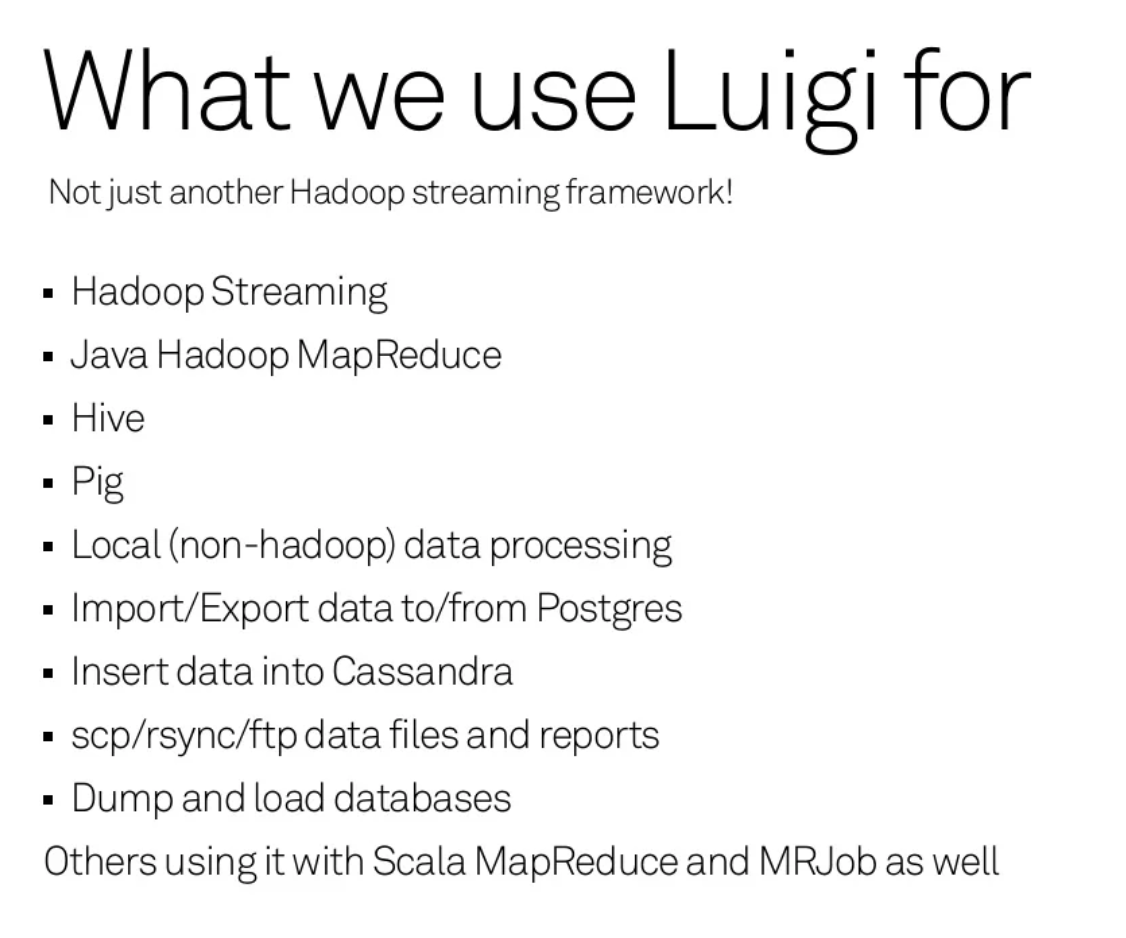 What we use Luigi for
Not just another Hadoop streaming framework!
▪ Hadoop Streaming
▪ Java Hadoop MapReduce
▪ Hive
▪ Pig
▪ Local (non-hadoop) data processing
▪ Import/Export data to/from Postgres
▪ Insert data into Cassandra
▪ scp/rsync/ftp data files and reports
▪ Dump and load databases
Others using it with Scala MapReduce and MRJob as well